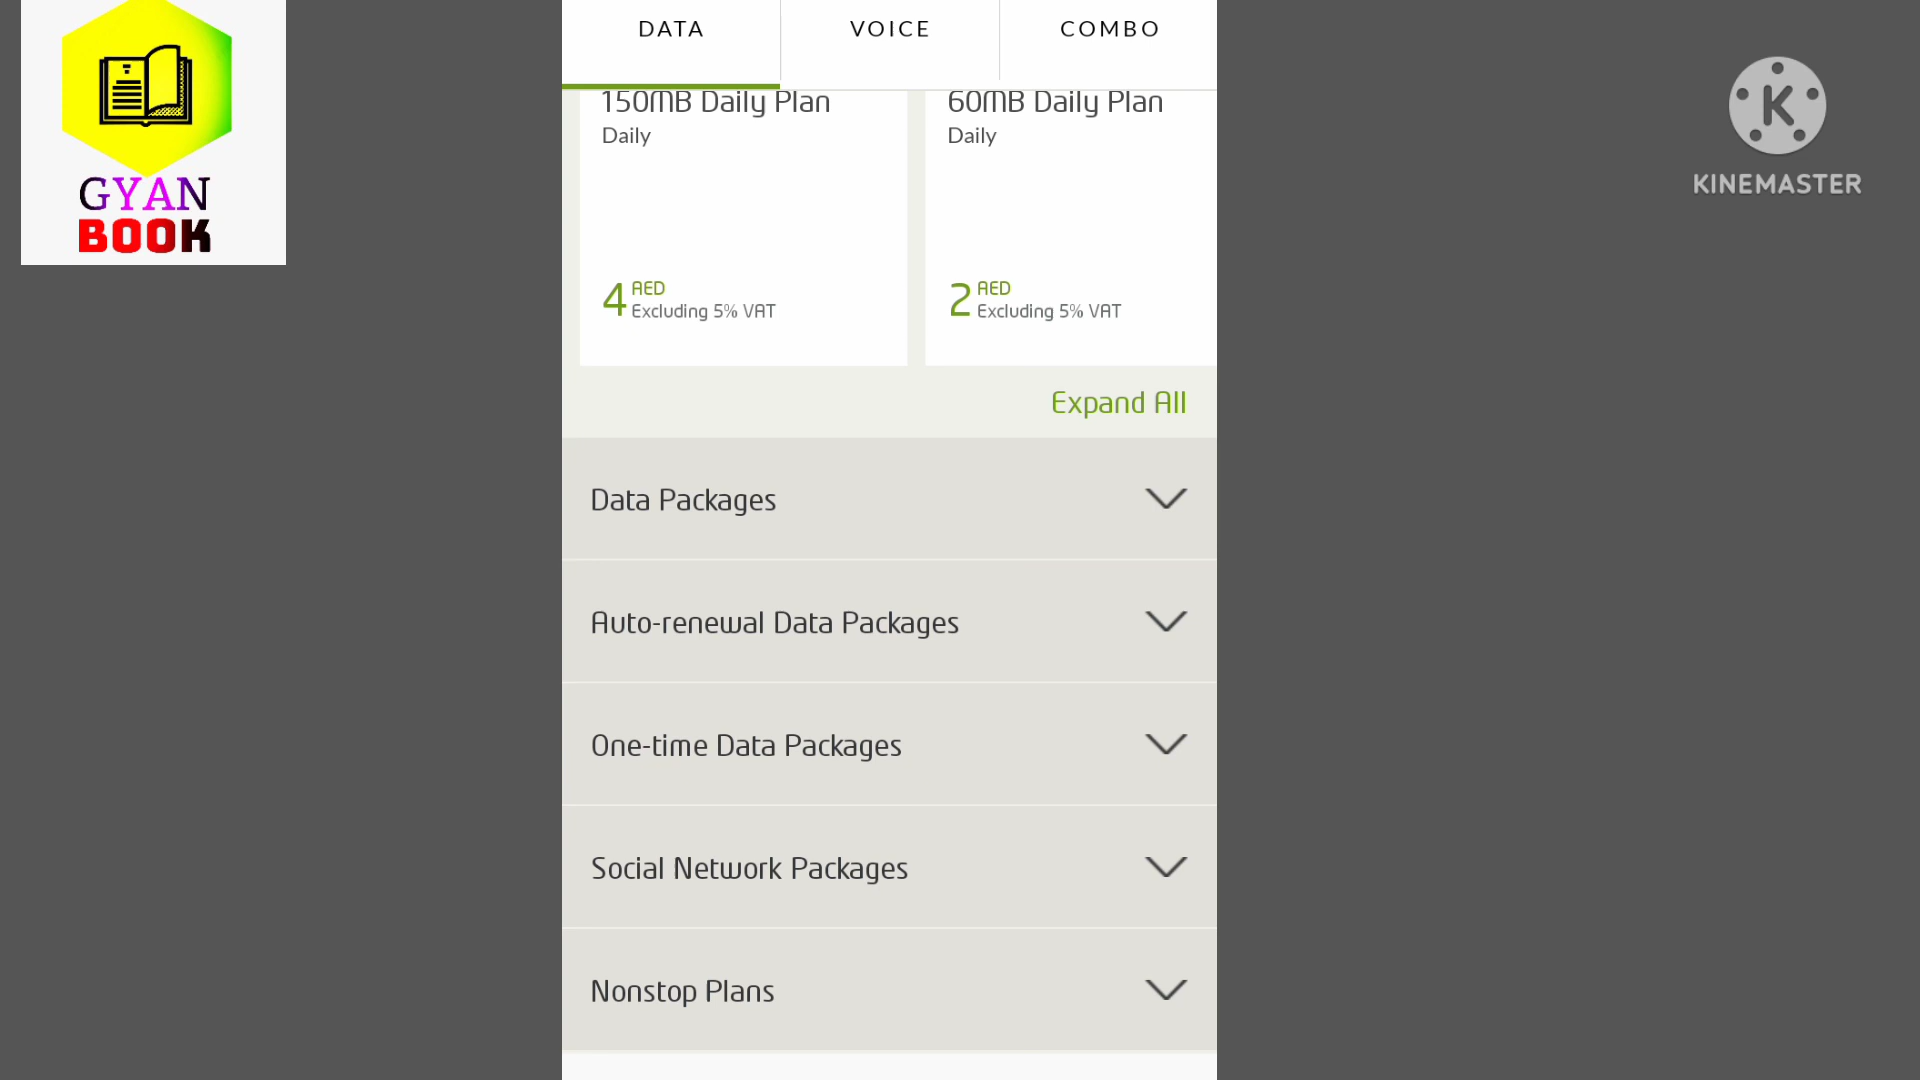 GYAN
BOOK
DATA
VOICE
COMBO
150MB Daily Plan
Daily
4 AED
Excluding 5% VAT
60MB Daily Plan
Daily
2 AED
Excluding 5% VAT
Expand All
Data Packages
Auto-renewal Data Packages
One-time Data Packages
Social Network Packages
Nonstop Plans
K
KINEMASTER